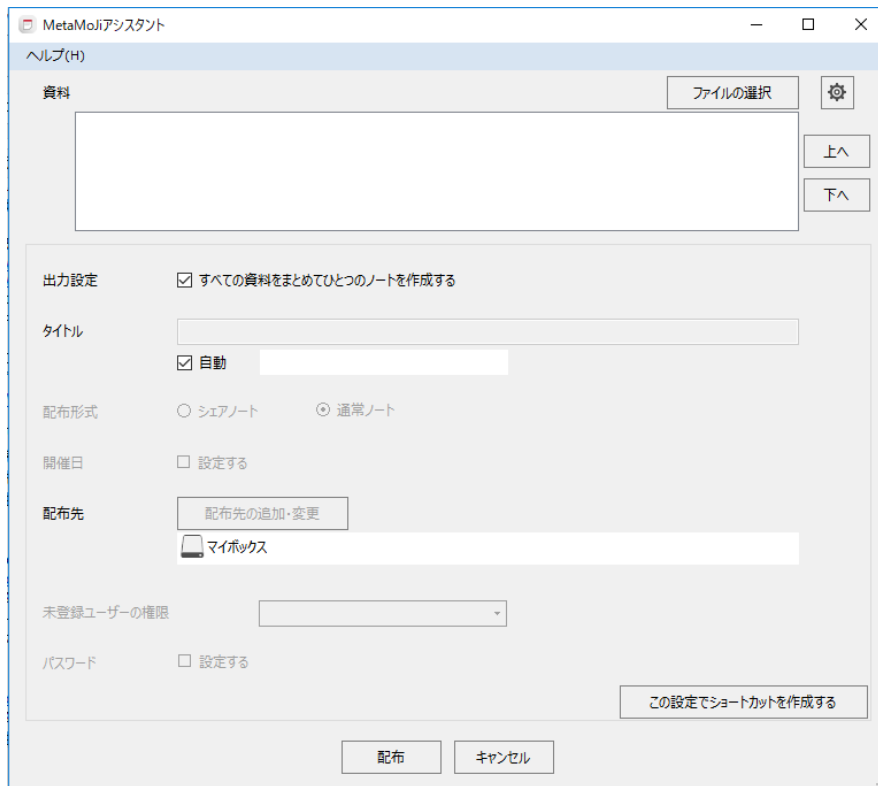 MetaMoJiアシスタント
ヘルプ(H)
資料 ファイルの選択
上へ
下へ
出力設定 すべての資料をまとめてひとつのノートを作成する
タイトル
自動
配布形式 シェアノート 通常ノート
開催日 設定する
配布先 配布先の追加・変更
マイボックス
未登録ユーザーの権限
パスワード 設定する
この設定でショートカットを作成する
配布 キャンセル